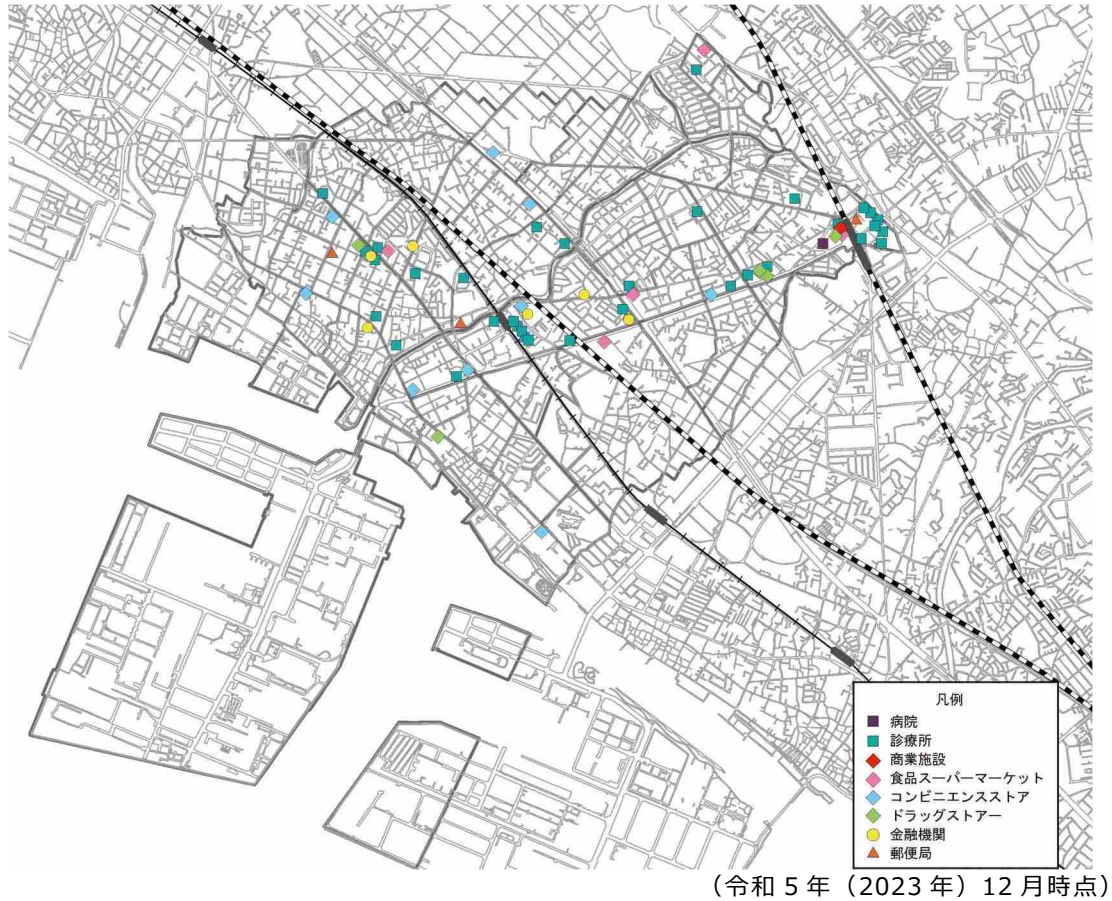 凡例
病院
診療所
商業施設
食品スーパーマーケット
コンビニエンスストア
ドラッグストアー
金融機関
郵便局
（令和 5 年（2023 年）12 月時点）